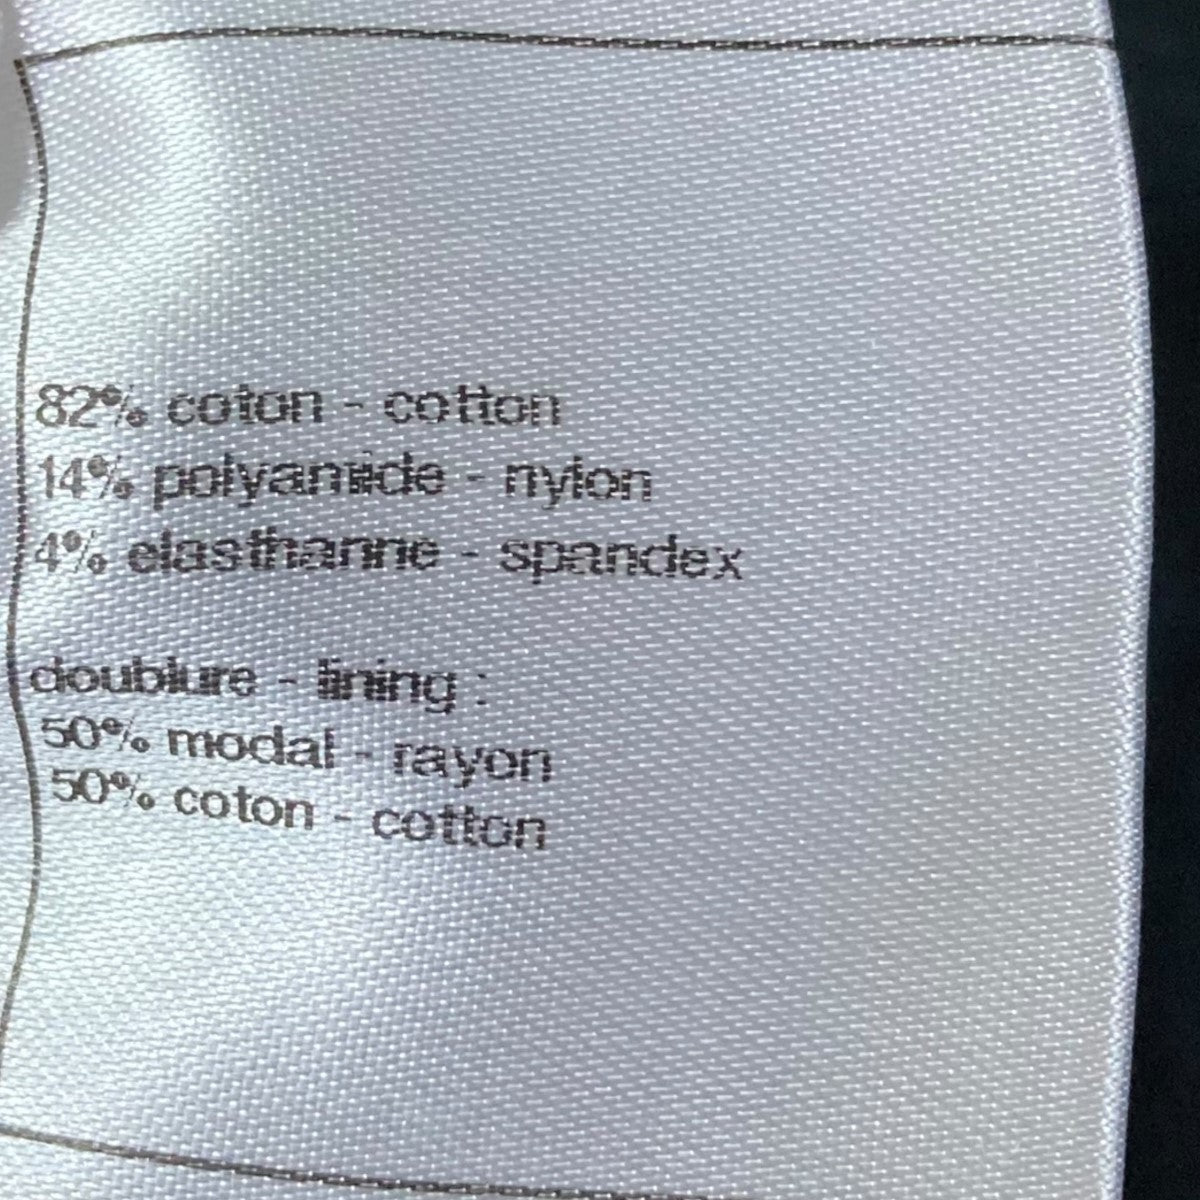 82% coton - cotton
14% polyamide - nylon
4% elasthanne - spandex
doublure - lining :
50% modal - rayon
50% coton - cotton